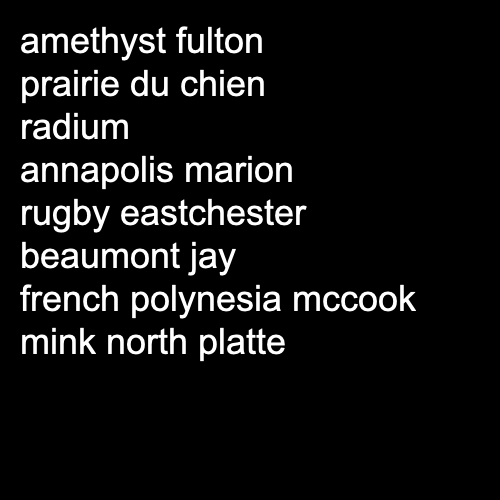 amethyst fulton
prairie du chien
radium
annapolis marion
rugby eastchester
beaumont jay
french polynesia mccook
mink north platte